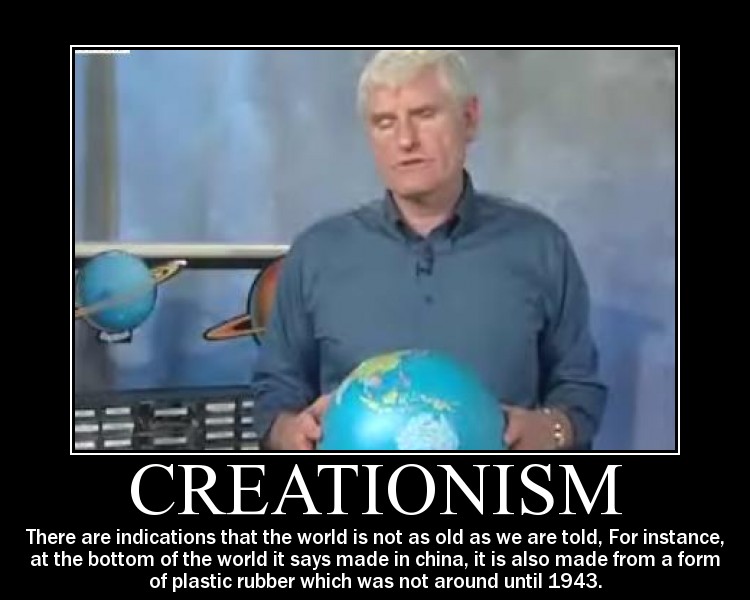 CREATIONISM
There are indications that the world is not as old as we are told, For instance,
at the bottom of the world it says made in china, it is also made from a form
of plastic rubber which was not around until 1943.